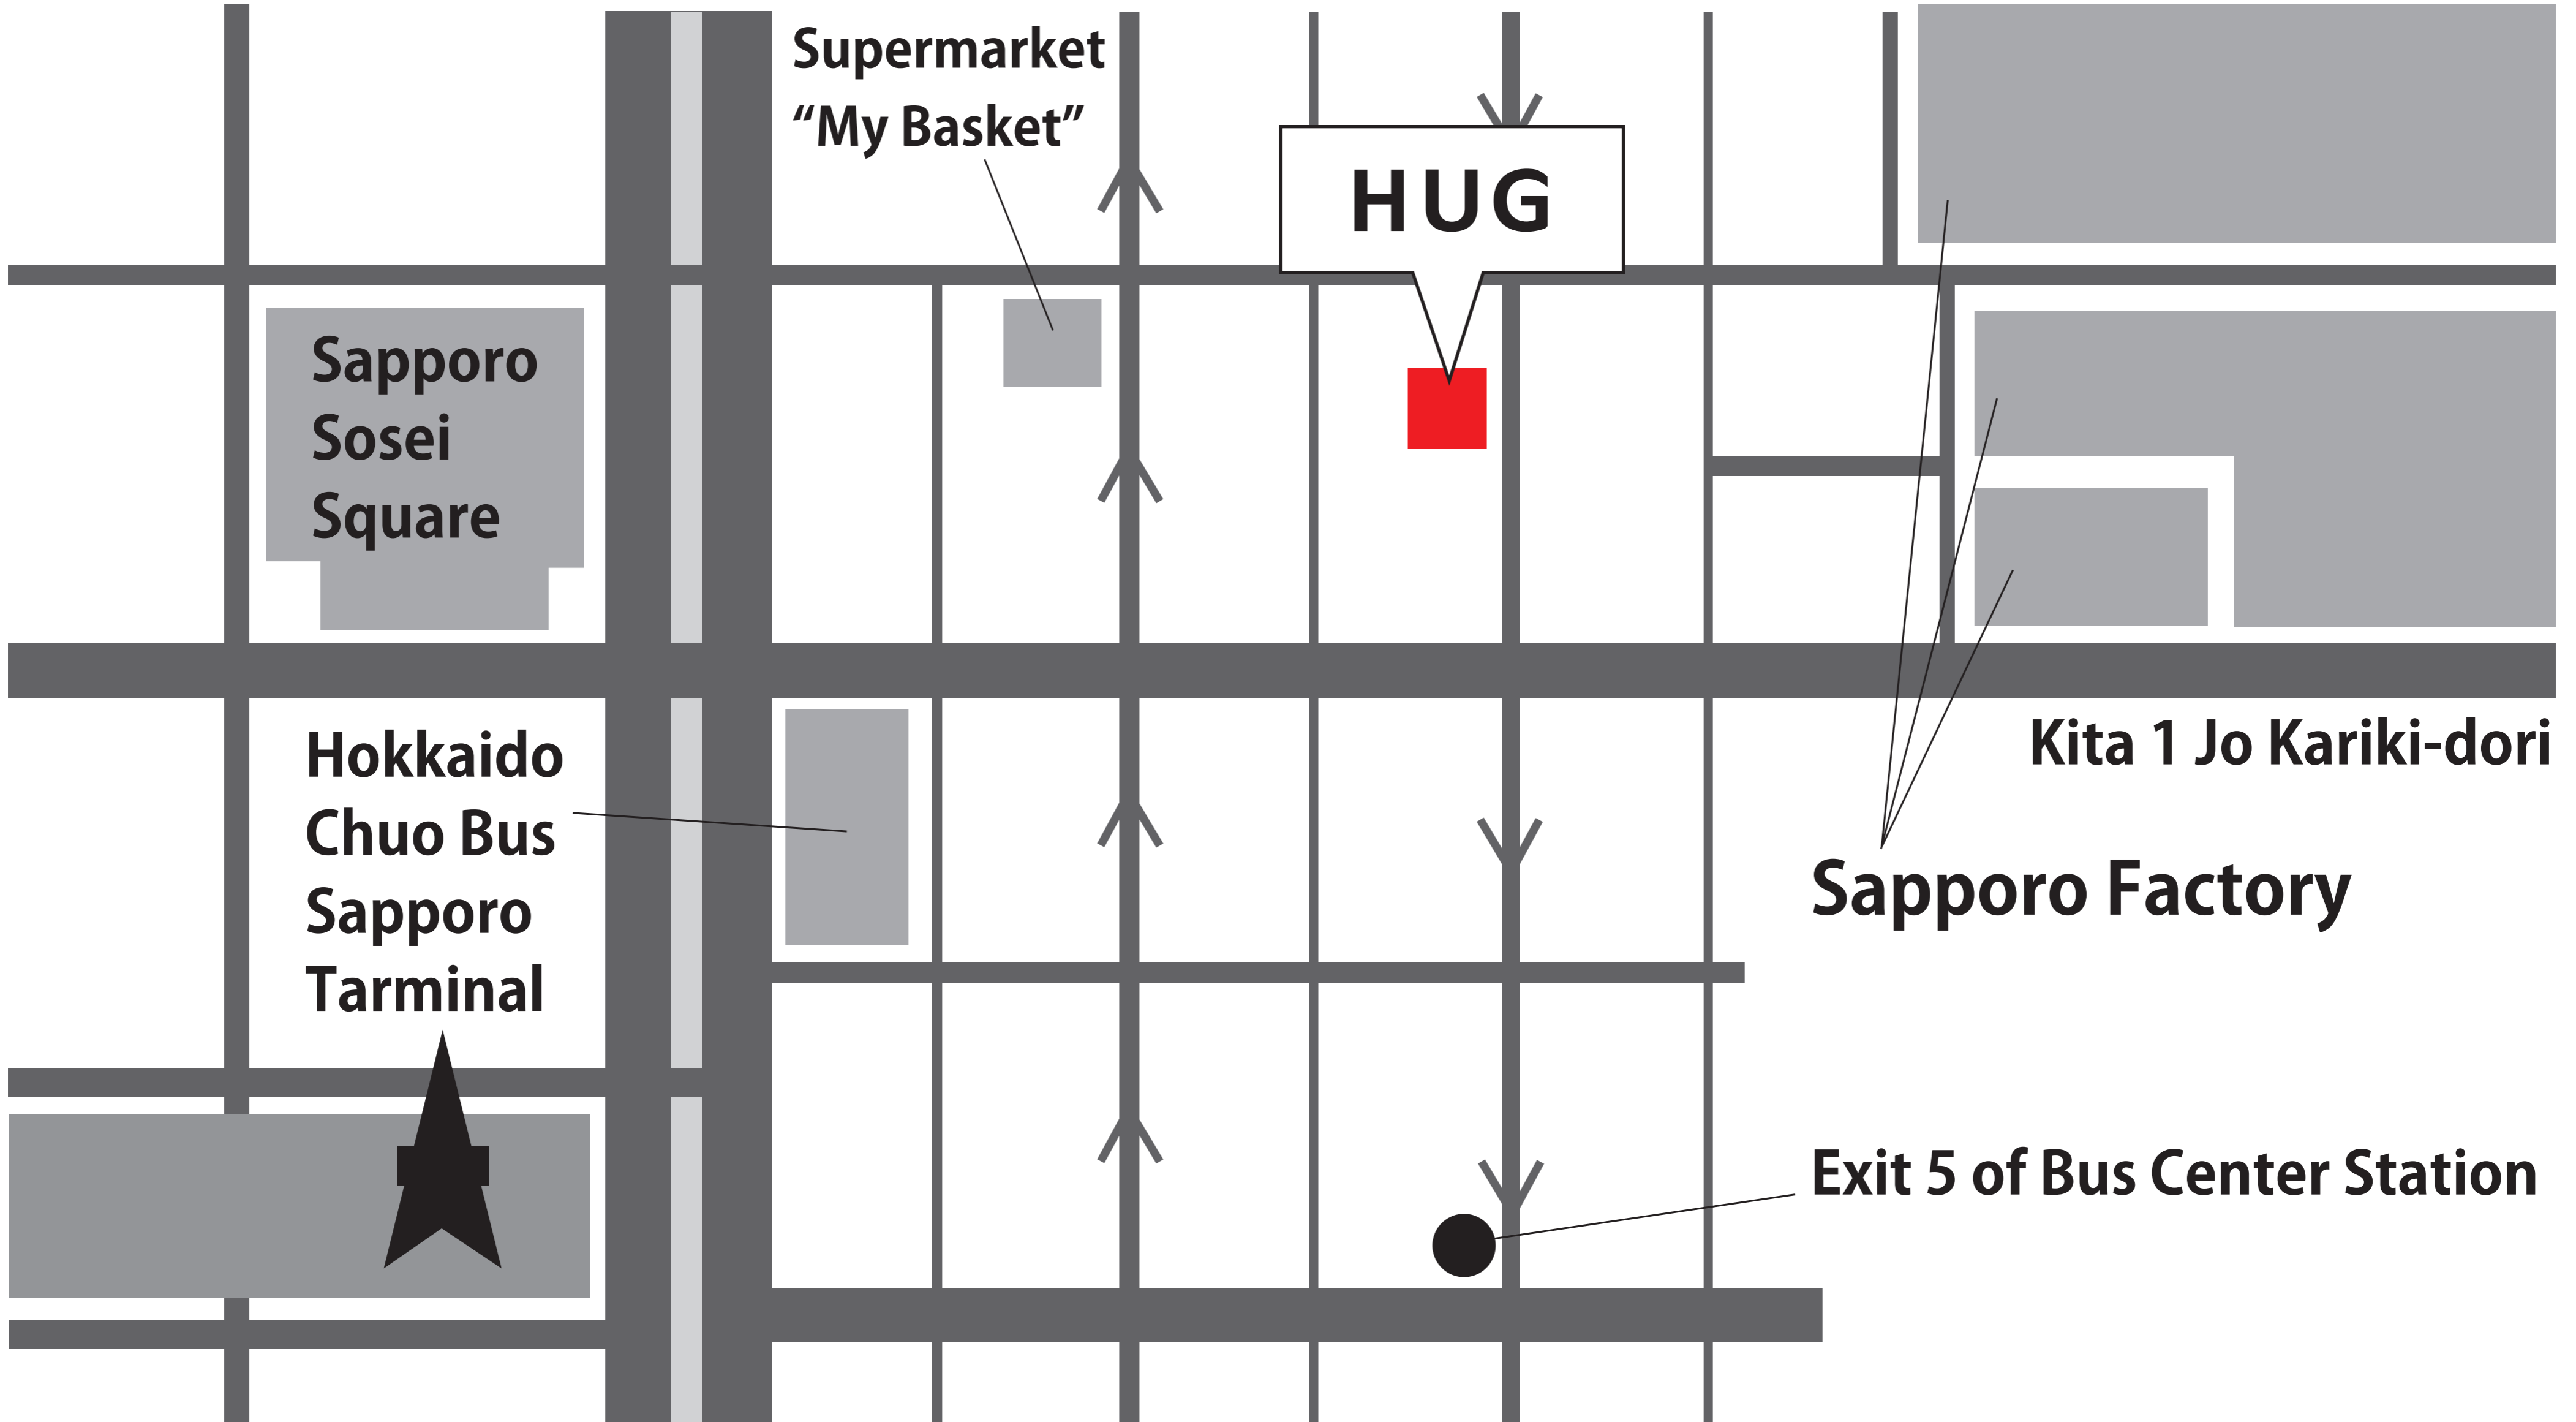 Supermarket
“My Basket”
HUG
Sapporo
Sosei
Square
Hokkaido
Chuo Bus
Sapporo
Tarminal
Kita 1 Jo Kariki-dori
Sapporo Factory
Exit 5 of Bus Center Station